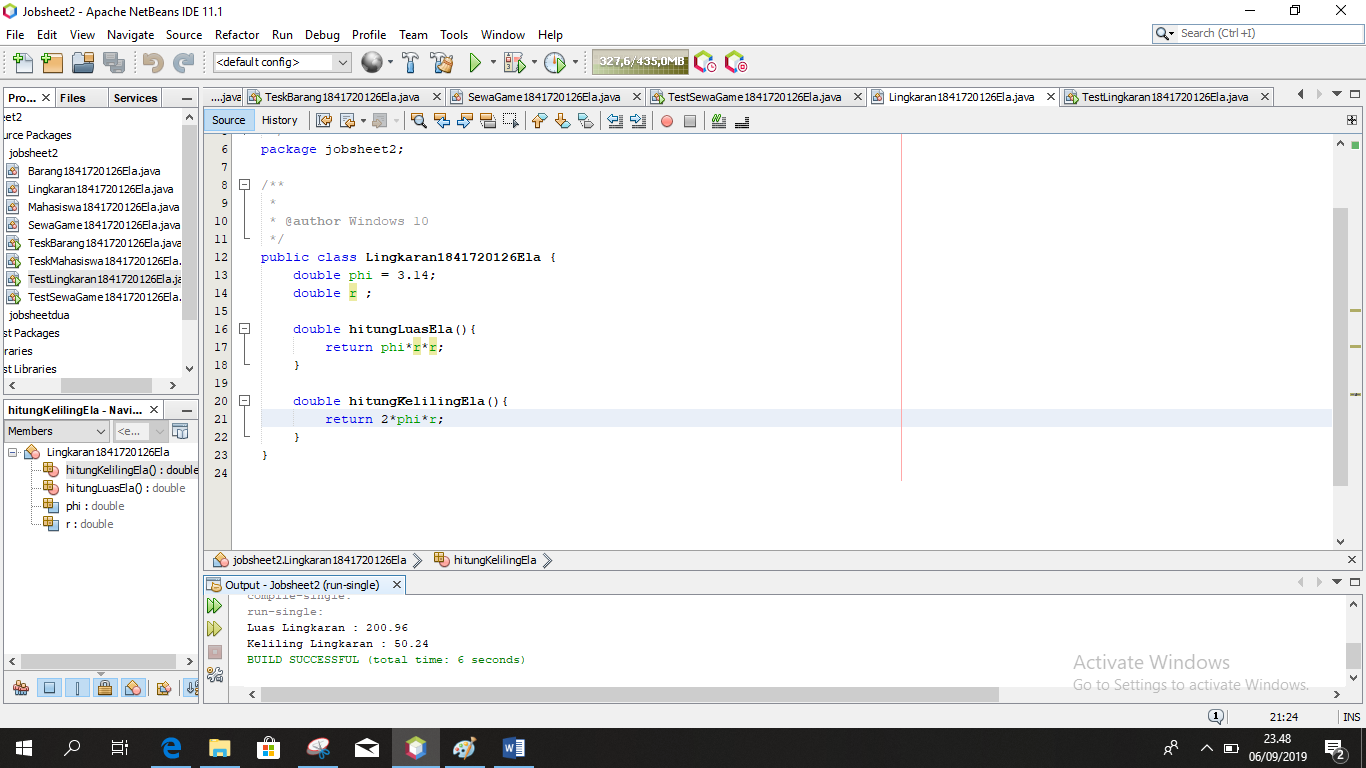 Jobsheet2 - Apache NetBeans IDE 11.1
File Edit View Navigate Source Refactor Run Debug Profile Team Tools Window Help
Search (Ctrl+I)
<default config>
327,6/435,0MB
Pro... Files Services
...java TeskBarang1841720126Ela.java SewaGame1841720126Ela.java TestSewaGame1841720126Ela.java Lingkaran1841720126Ela.java TestLingkaran1841720126Ela.java
et2
urce Packages
jobsheet2
Barang1841720126Ela.java
Lingkaran1841720126Ela.java
Mahasiswa1841720126Ela.java
SewaGame1841720126Ela.java
TeskBarang1841720126Ela.java
TeskMahasiswa1841720126Ela.
TestLingkaran1841720126Ela.ja
TestSewaGame1841720126Ela.
jobsheetdua
st Packages
raries
st Libraries
Source History
6 package jobsheet2;
7
8 /**
9 *
10 * @author Windows 10
11 */
12 public class Lingkaran1841720126Ela {
13 double phi = 3.14;
14 double r ;
15
16 double hitungLuasEla(){
17 return phi*r*r;
18 }
19
20 double hitungKelilingEla(){
21 return 2*phi*r;
22 }
23 }
24
hitungKelilingEla - Navi...
Members <e...
Lingkaran1841720126Ela
hitungKelilingEla() : double
hitungLuasEla() : double
phi : double
r : double
jobsheet2.Lingkaran1841720126Ela hitungKelilingEla
Output - Jobsheet2 (run-single)
compile-single:
run-single:
Luas Lingkaran : 200.96
Keliling Lingkaran : 50.24
BUILD SUCCESSFUL (total time: 6 seconds)
Activate Windows
Go to Settings to activate Windows.
1 21:24 INS
23.48
06/09/2019
2